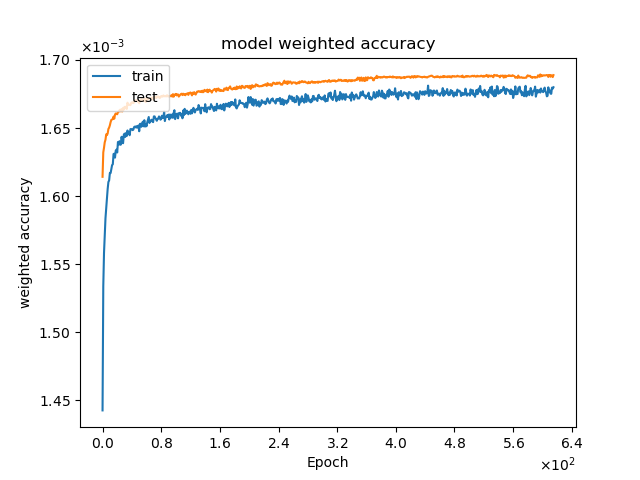 model weighted accuracy
×10⁻³
1.70
1.65
1.60
1.55
1.50
1.45
weighted accuracy
train
test
0.0 0.8 1.6 2.4 3.2 4.0 4.8 5.6 6.4
Epoch
×10²